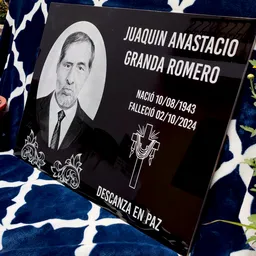 JUAQUIN ANASTACIO
GRANDA ROMERO
NACIÓ 10/08/1943
FALLECIÓ 02/10/2024
DESCANZA EN PAZ